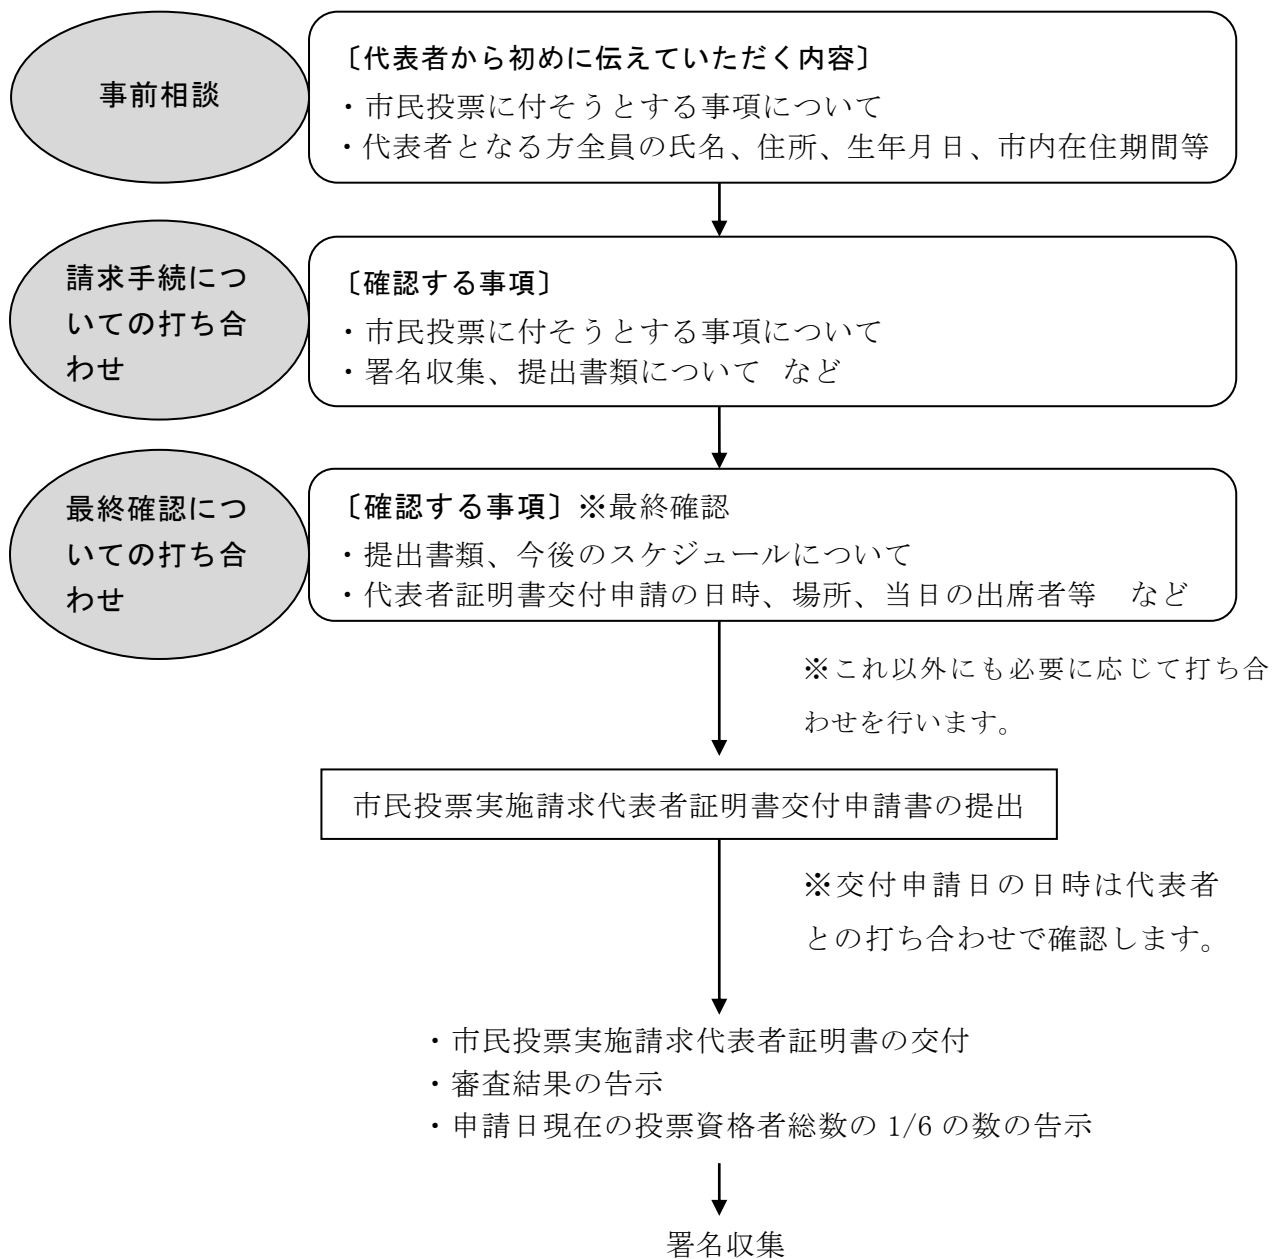 事前相談
〔代表者から初めに伝えていただく内容〕
・市民投票に付そうとする事項について
・代表者となる方全員の氏名、住所、生年月日、市内在住期間等
請求手続につ
いての打ち合
わせ
〔確認する事項〕
・市民投票に付そうとする事項について
・署名収集、提出書類について など
最終確認につ
いての打ち合
わせ
〔確認する事項〕※最終確認
・提出書類、今後のスケジュールについて
・代表者証明書交付申請の日時、場所、当日の出席者等 など
※これ以外にも必要に応じて打ち合
わせを行います。
市民投票実施請求代表者証明書交付申請書の提出
※交付申請日の日時は代表者
との打ち合わせで確認します。
・市民投票実施請求代表者証明書の交付
・審査結果の告示
・申請日現在の投票資格者総数の 1/6 の数の告示
署名収集